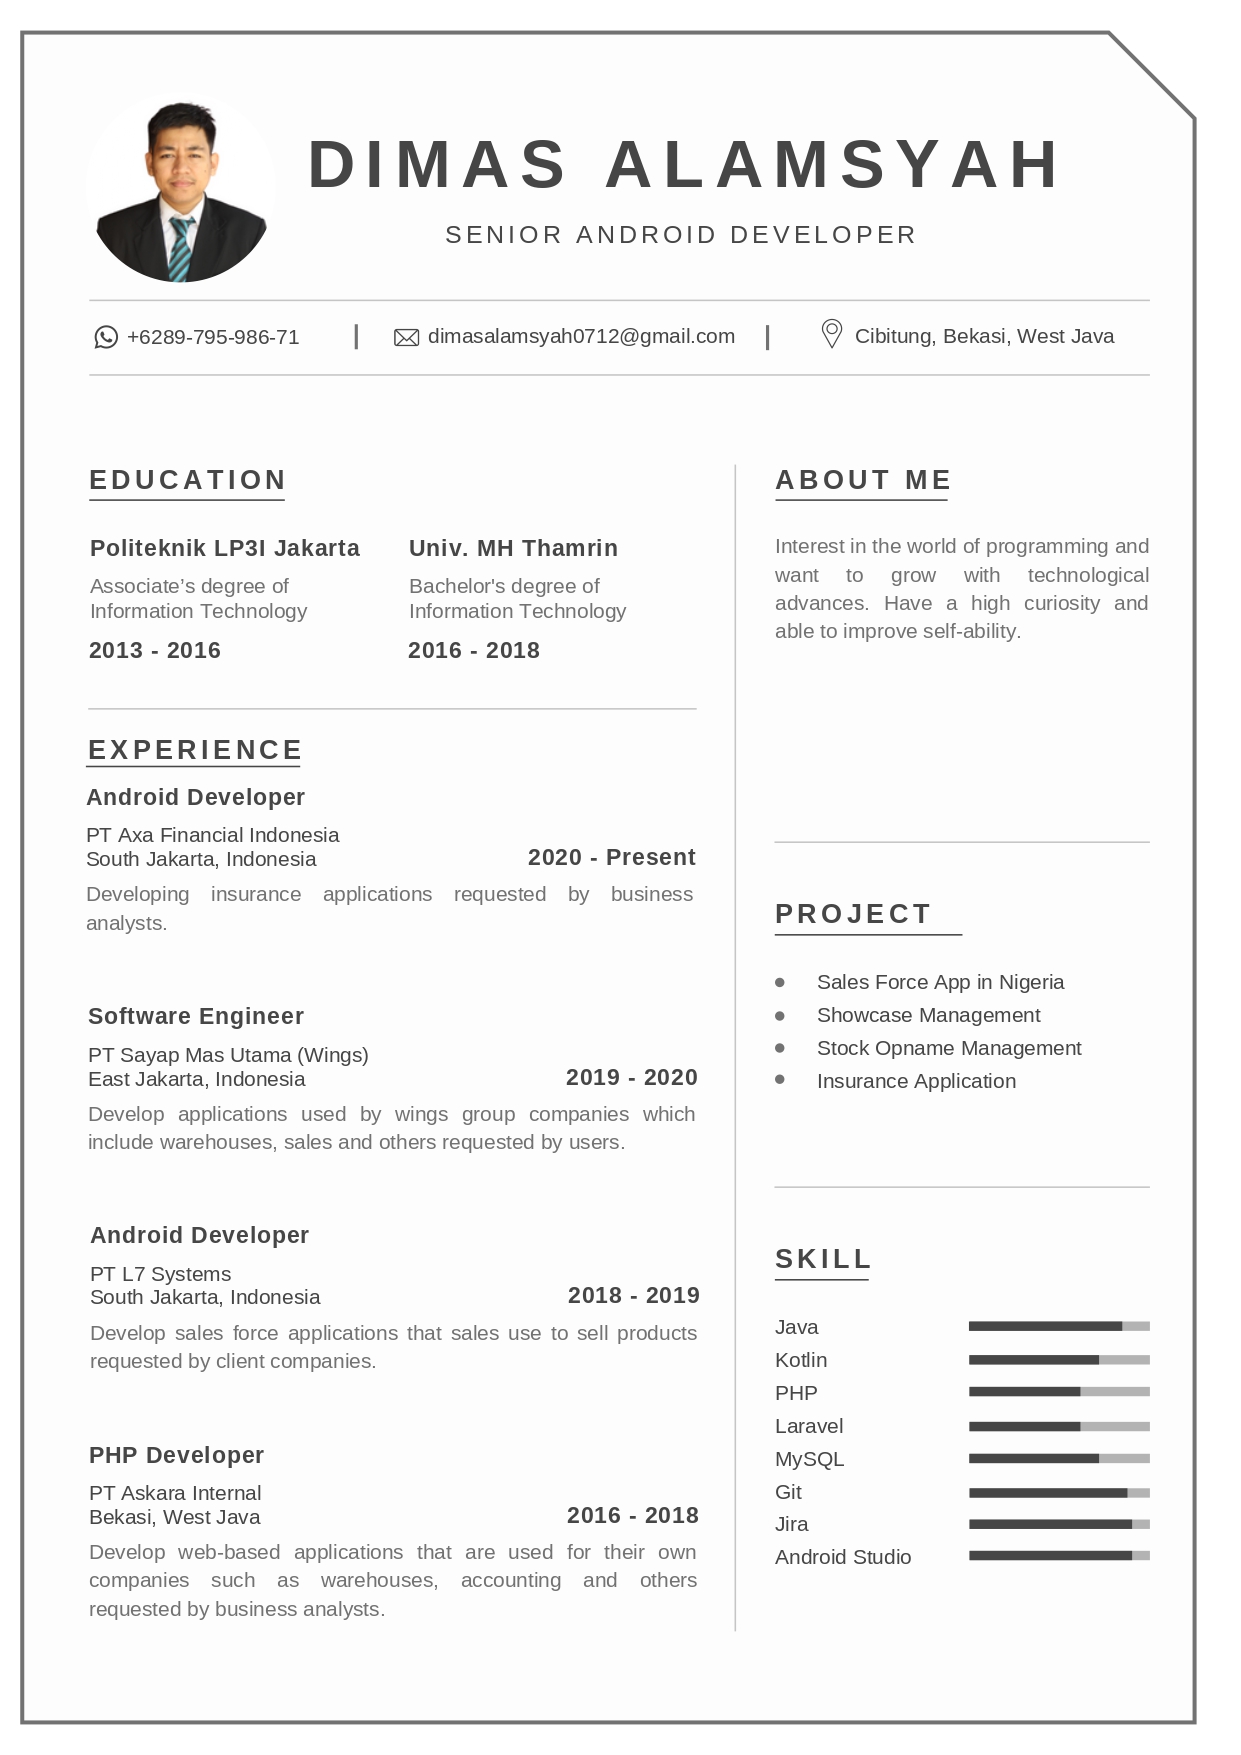 DIMAS ALAMSYAH
SENIOR ANDROID DEVELOPER
+6289-795-986-71 | dimasalamsyah0712@gmail.com | Cibitung, Bekasi, West Java
EDUCATION
Politeknik LP3I Jakarta
Associate’s degree of
Information Technology
2013 - 2016
Univ. MH Thamrin
Bachelor's degree of
Information Technology
2016 - 2018
EXPERIENCE
Android Developer
PT Axa Financial Indonesia
South Jakarta, Indonesia
2020 - Present
Developing insurance applications requested by business
analysts.
Software Engineer
PT Sayap Mas Utama (Wings)
East Jakarta, Indonesia
2019 - 2020
Develop applications used by wings group companies which
include warehouses, sales and others requested by users.
Android Developer
PT L7 Systems
South Jakarta, Indonesia
2018 - 2019
Develop sales force applications that sales use to sell products
requested by client companies.
PHP Developer
PT Askara Internal
Bekasi, West Java
2016 - 2018
Develop web-based applications that are used for their own
companies such as warehouses, accounting and others
requested by business analysts.
ABOUT ME
Interest in the world of programming and
want to grow with technological
advances. Have a high curiosity and
able to improve self-ability.
PROJECT
Sales Force App in Nigeria
Showcase Management
Stock Opname Management
Insurance Application
SKILL
Java
Kotlin
PHP
Laravel
MySQL
Git
Jira
Android Studio